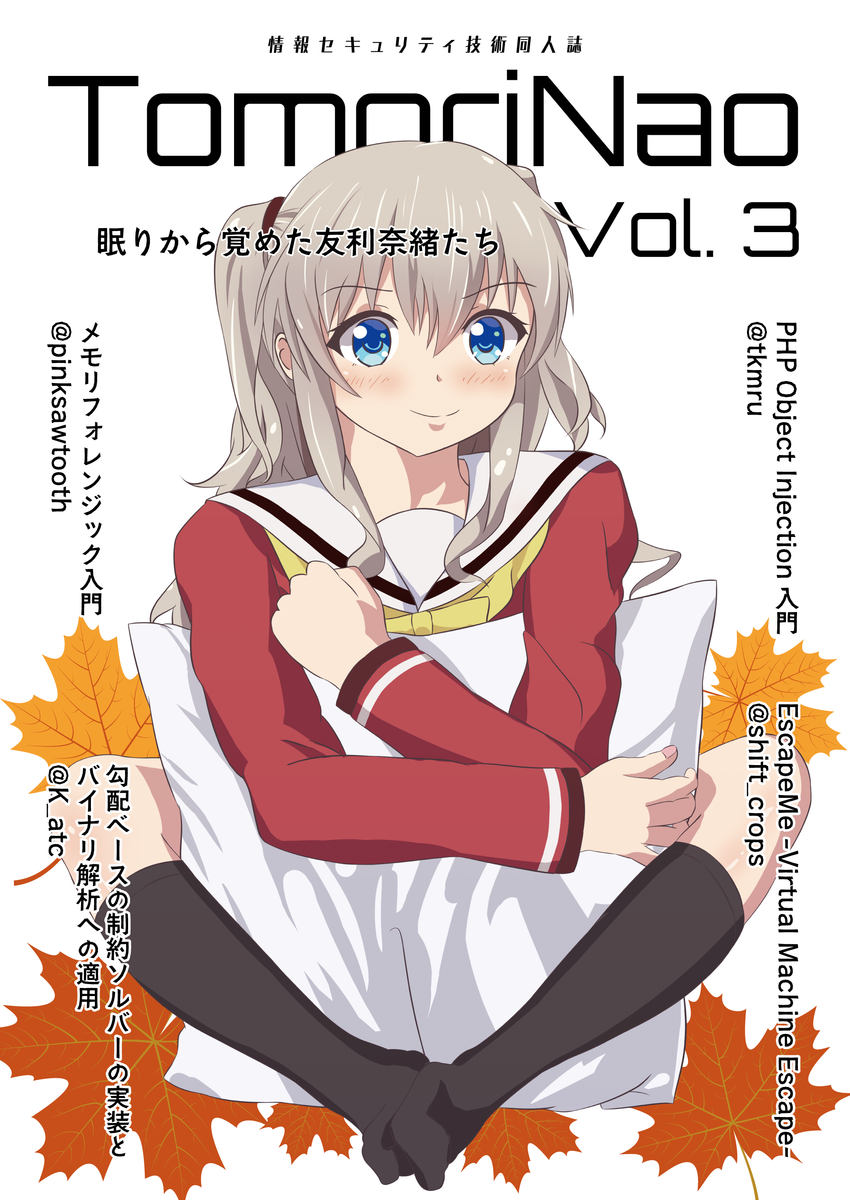 情報セキュリティ技術同人誌
TomoriNao
Vol. 3
眠りから覚めた友利奈緒たち
PHP Object Injection 入門
@tkmru
EscapeMe -Virtual Machine Escape-
@shift_crops
メモリフォレンジック入門
@pinksawtooth
勾配ベースの制約ソルバーの実装と
バイナリ解析への適用
@K_atc